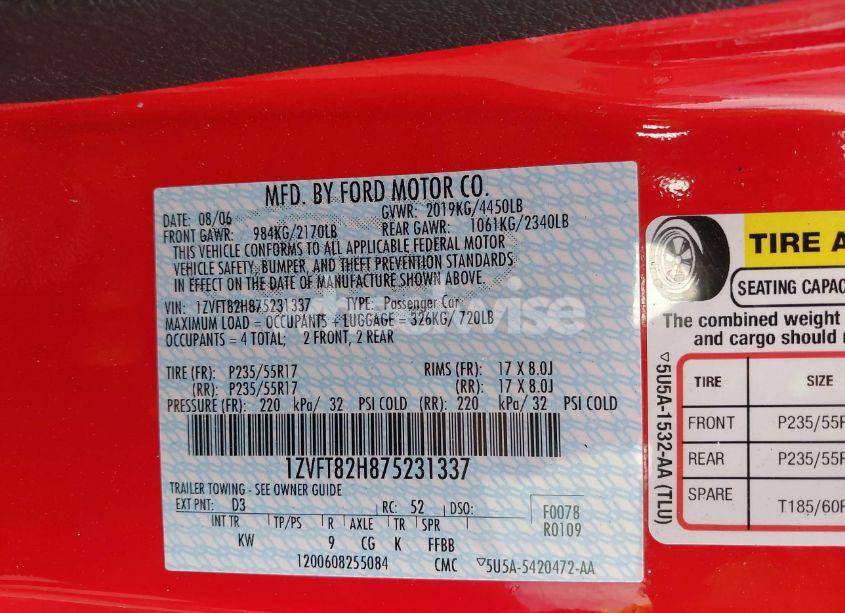 MFD. BY FORD MOTOR CO.
DATE: 08/06 GVWR: 2019KG/4450LB
FRONT GAWR: 984KG/2170LB REAR GAWR: 1061KG/2340LB
THIS VEHICLE CONFORMS TO ALL APPLICABLE FEDERAL MOTOR
VEHICLE SAFETY, BUMPER, AND THEFT PREVENTION STANDARDS
IN EFFECT ON THE DATE OF MANUFACTURE SHOWN ABOVE.
VIN: 1ZVFT82H875231337 TYPE: Passenger Car
MAXIMUM LOAD = OCCUPANTS + LUGGAGE = 326KG/ 720LB
OCCUPANTS = 4 TOTAL; 2 FRONT, 2 REAR
TIRE (FR): P235/55R17 RIMS (FR): 17 X 8.0J
(RR): P235/55R17 (RR): 17 X 8.0J
PRESSURE (FR): 220 kPa/ 32 PSI COLD (RR): 220 kPa/ 32 PSI COLD
1ZVFT82H875231337
TRAILER TOWING - SEE OWNER GUIDE
EXT PNT: D3 RC: 52 DSO:
F0078
R0109
INT TR TP/PS R AXLE TR SPR
KW 9 CG K FFBB
1200608255084 CMC ▽5U5A-5420472-AA
TIRE A
SEATING CAPAC
The combined weight
and cargo should
▽5U5A-1532-AA (TLU)
TIRE SIZE
FRONT P235/55R
REAR P235/55R
SPARE T185/60R